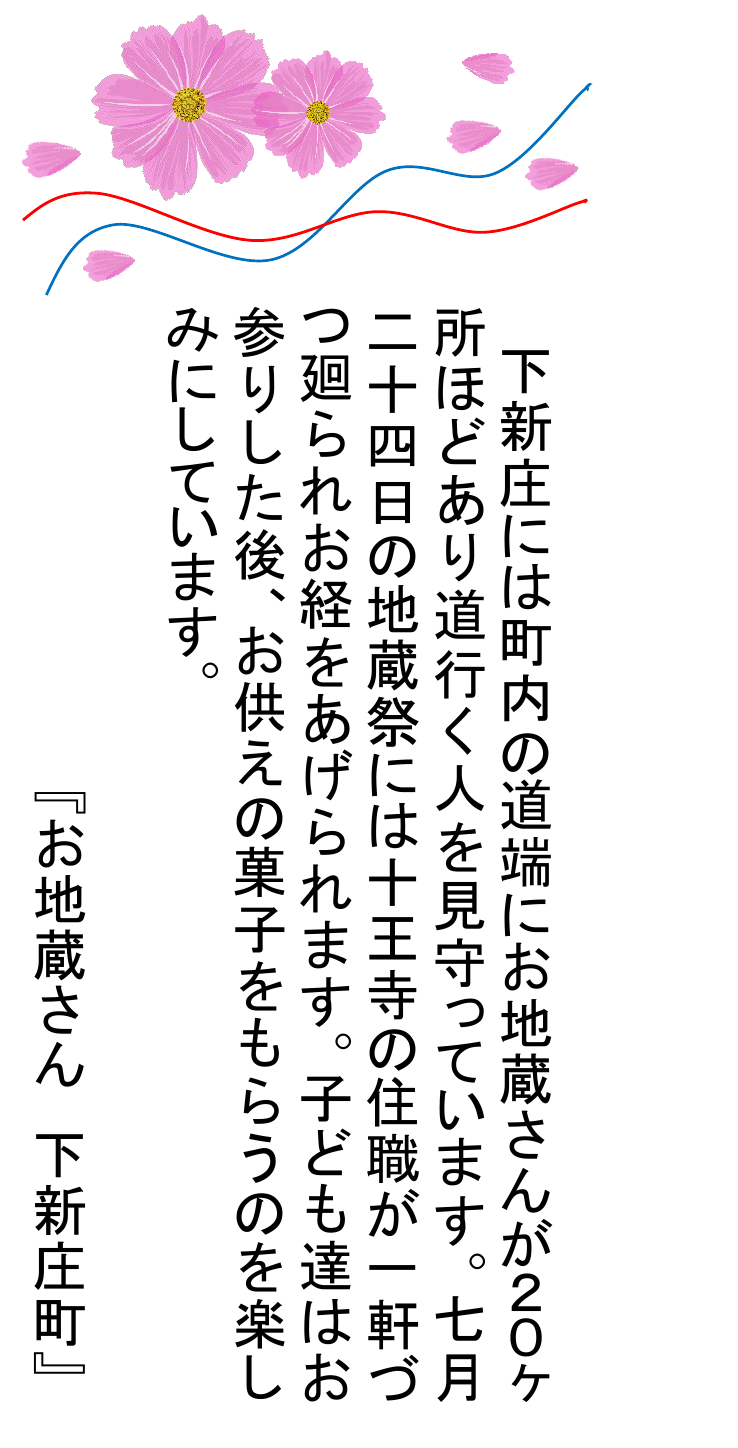 下新庄には町内の道端にお地蔵さんが２０ヶ
所ほどあり道行く人を見守っています。七月
二十四日の地蔵祭には十王寺の住職が一軒づ
つ廻られお経をあげられます。子ども達はお
参りした後、お供えの菓子をもらうのを楽し
みにしています。
『お地蔵さん　下新庄町』